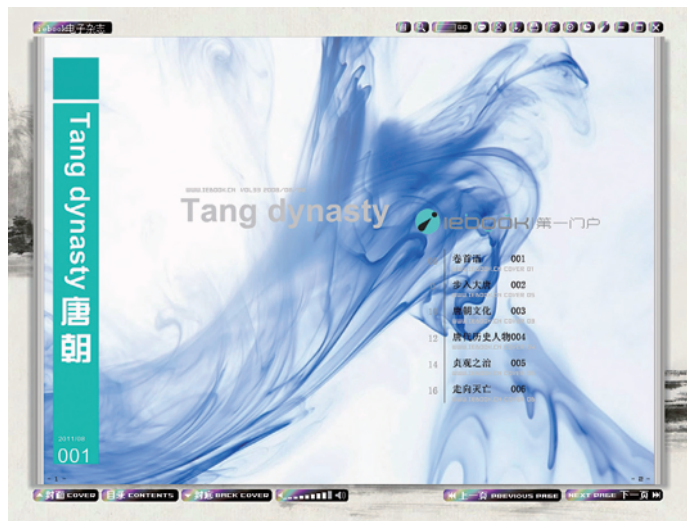 iebook电子杂志
GO
Tang dynasty 唐朝
2011/08
001
Tang dynasty
iebook 第一门户
卷首语 001
步入大唐 002
唐朝文化 003
12 唐代历史人物004
14 贞观之治 005
16 走向灭亡 006
- 1 -
- 2 -
封面 COVER
目录 CONTENTS
封底 BACK COVER
上一页 PREVIOUS PAGE
NEXT PAGE 下一页